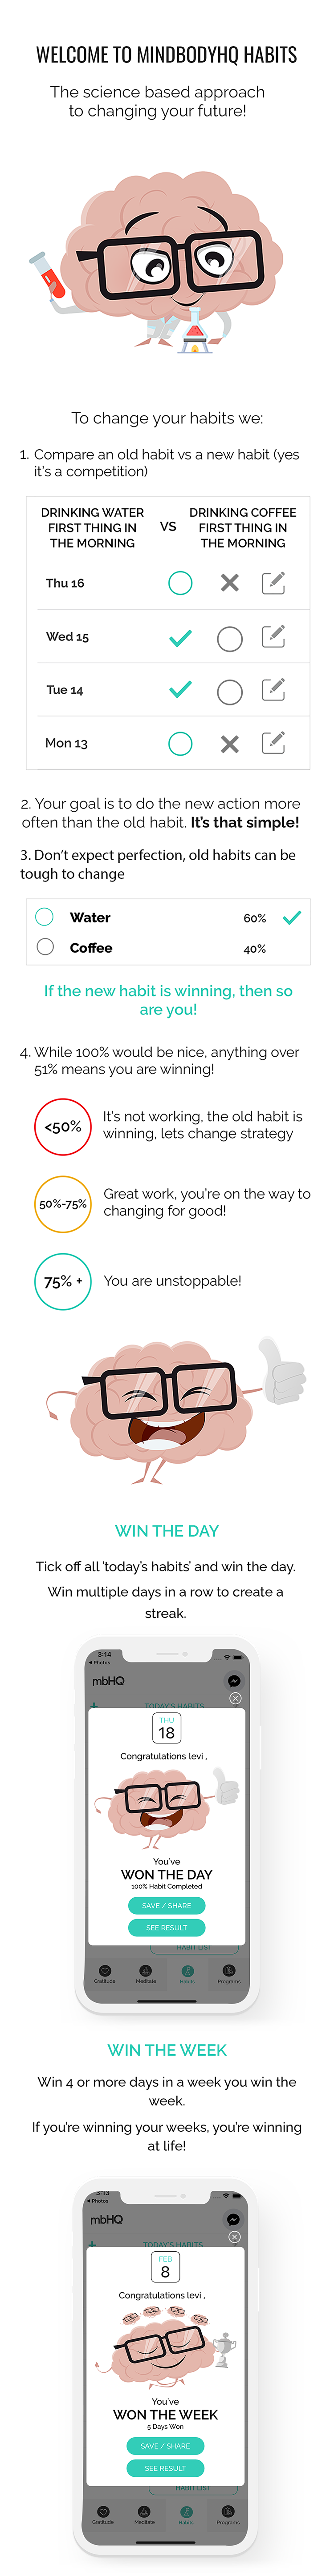 WELCOME TO MINDBODYHQ HABITS
The science based approach
to changing your future!
To change your habits we:
1. Compare an old habit vs a new habit (yes
it's a competition)
DRINKING WATER
FIRST THING IN
THE MORNING
VS
DRINKING COFFEE
FIRST THING IN
THE MORNING
Thu 16
Wed 15
Tue 14
Mon 13
2. Your goal is to do the new action more
often than the old habit. It's that simple!
3. Don't expect perfection, old habits can be
tough to change
Water 60%
Coffee 40%
If the new habit is winning, then so
are you!
4. While 100% would be nice, anything over
51% means you are winning!
<50%
It's not working, the old habit is
winning, lets change strategy
50%-75%
Great work, you're on the way to
changing for good!
75% +
You are unstoppable!
WIN THE DAY
Tick off all 'today's habits' and win the day.
Win multiple days in a row to create a
streak.
3:14
Photos
mbHQ
TODAY'S HABITS
THU
18
Congratulations levi ,
You've
WON THE DAY
100% Habit Completed
SAVE / SHARE
SEE RESULT
HABIT LIST
Gratitude Meditate Habits Programs
WIN THE WEEK
Win 4 or more days in a week you win the
week.
If you're winning your weeks, you're winning
at life!
3:13
Photos
mbHQ
TODAY'S HABITS
FEB
8
Congratulations levi ,
You've
WON THE WEEK
5 Days Won
SAVE / SHARE
SEE RESULT
HABIT LIST
Gratitude Meditate Habits Programs